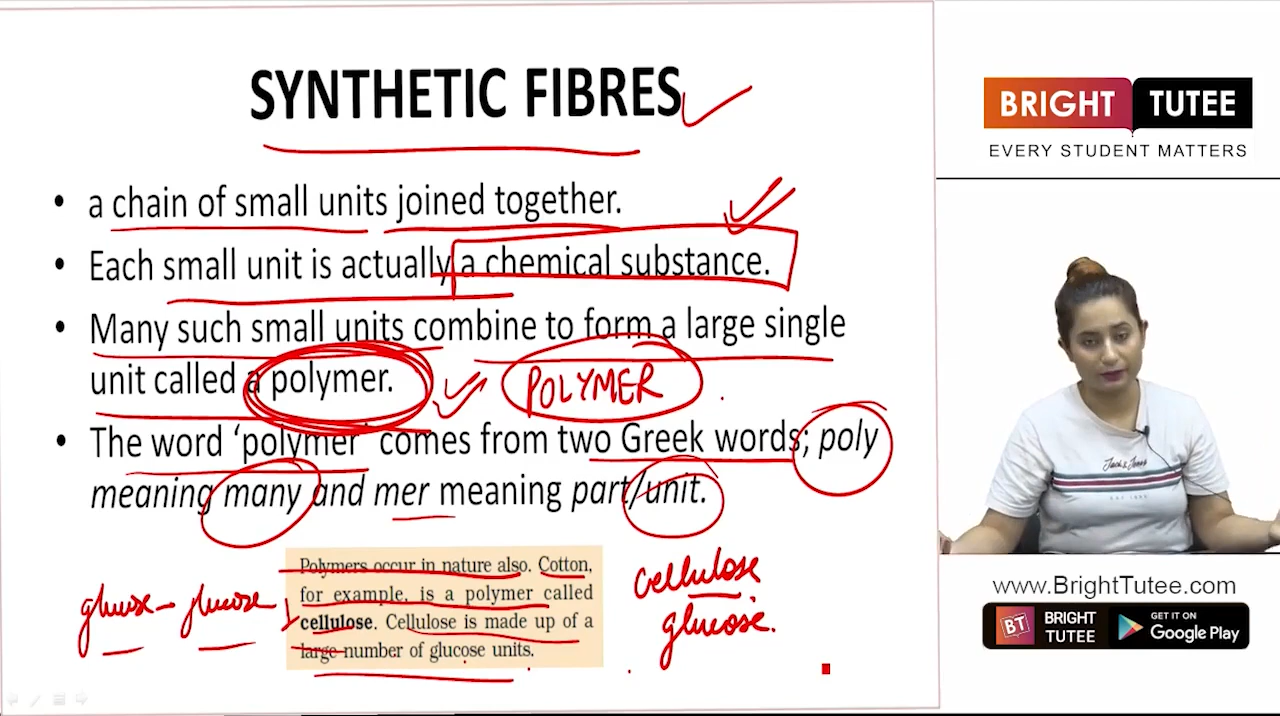 SYNTHETIC FIBRES
• a chain of small units joined together.
• Each small unit is actually a chemical substance.
• Many such small units combine to form a large single
unit called a polymer.
POLYMER
• The word ‘polymer’ comes from two Greek words; poly
meaning many and mer meaning part/unit.
Polymers occur in nature also. Cotton,
for example, is a polymer called
cellulose. Cellulose is made up of a
large number of glucose units.
glucose – glucose
cellulose
glucose.
BRIGHT TUTEE
EVERY STUDENT MATTERS
Jack & Jones
www.BrightTutee.com
BT BRIGHT
TUTEE
GET IT ON
Google Play